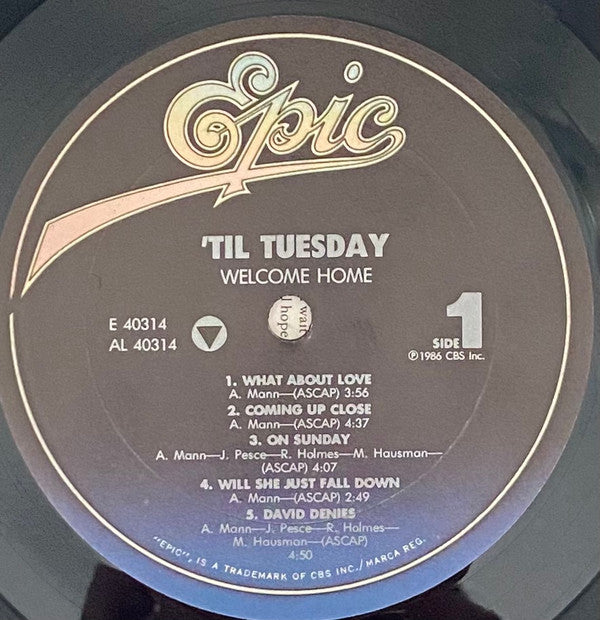 Epic
'TIL TUESDAY
WELCOME HOME
wait
I hope
E 40314
AL 40314
SIDE 1
℗1986 CBS Inc.
1. WHAT ABOUT LOVE
A. Mann—(ASCAP) 3:56
2. COMING UP CLOSE
A. Mann—(ASCAP) 4:37
3. ON SUNDAY
A. Mann—J. Pesce—R. Holmes—M. Hausman—
(ASCAP) 4:07
4. WILL SHE JUST FALL DOWN
A. Mann—(ASCAP) 2:49
5. DAVID DENIES
A. Mann—J. Pesce—R. Holmes—
M. Hausman—(ASCAP)
4:50
"EPIC", IS A TRADEMARK OF CBS INC./MARCA REG.